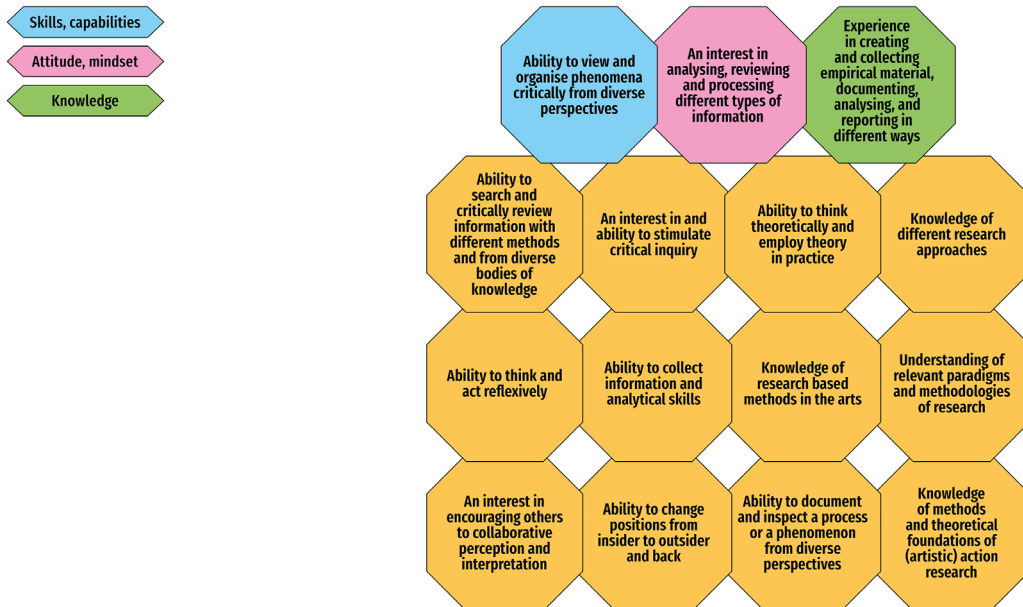 Skills, capabilities
Attitude, mindset
Knowledge
Ability to view and
organise phenomena
critically from diverse
perspectives
An interest in
analysing, reviewing
and processing
different types of
information
Experience
in creating
and collecting
empirical material,
documenting,
analysing, and
reporting in
different ways
Ability to
search and
critically review
information with
different methods
and from diverse
bodies of
knowledge
An interest in and
ability to stimulate
critical inquiry
Ability to think
theoretically and
employ theory
in practice
Knowledge of
different research
approaches
Ability to think and
act reflexively
Ability to collect
information and
analytical skills
Knowledge of
research based
methods in the arts
Understanding of
relevant paradigms
and methodologies
of research
An interest in
encouraging others
to collaborative
perception and
interpretation
Ability to change
positions from
insider to outsider
and back
Ability to document
and inspect a process
or a phenomenon
from diverse
perspectives
Knowledge
of methods
and theoretical
foundations of
(artistic) action
research